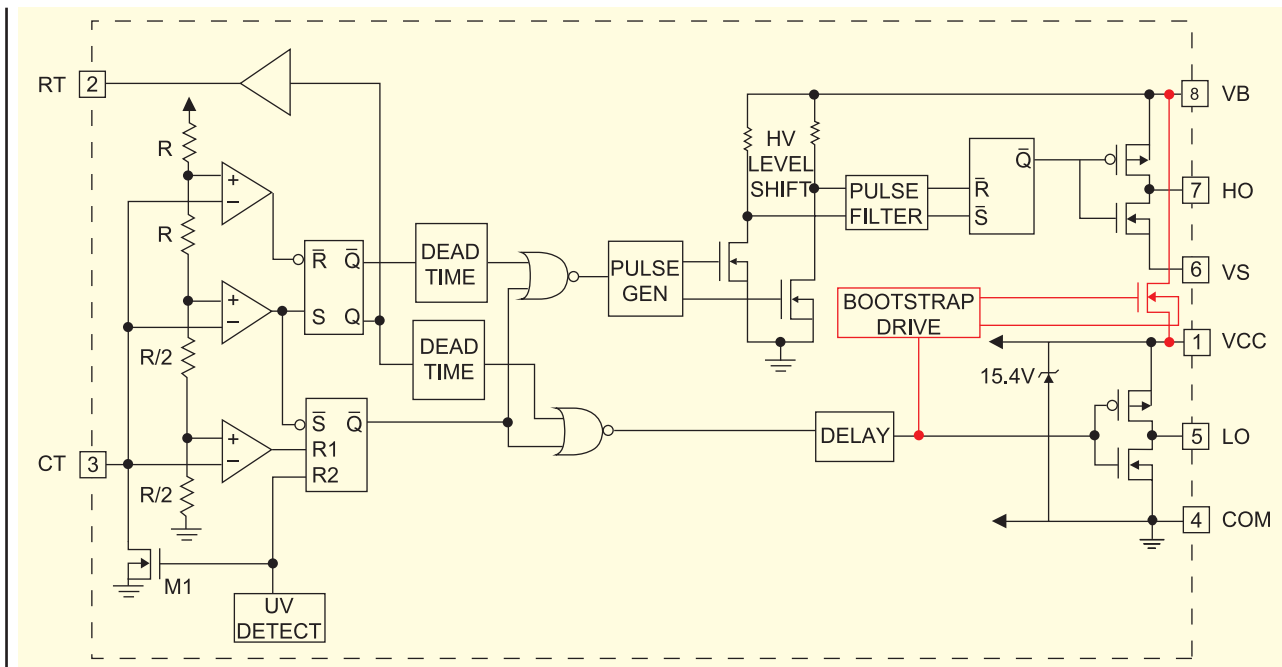 RT 2
8 VB
R
HV
LEVEL
SHIFT
+
−
Q̅
R
PULSE
FILTER
R̅
S̅
7 HO
DEAD
TIME
R̅ Q̅
S Q
PULSE
GEN
6 VS
+
−
BOOTSTRAP
DRIVE
R/2
DEAD
TIME
1 VCC
15.4V
S̅ Q̅
R1
R2
+
−
DELAY
5 LO
CT 3
R/2
4 COM
M1
UV
DETECT